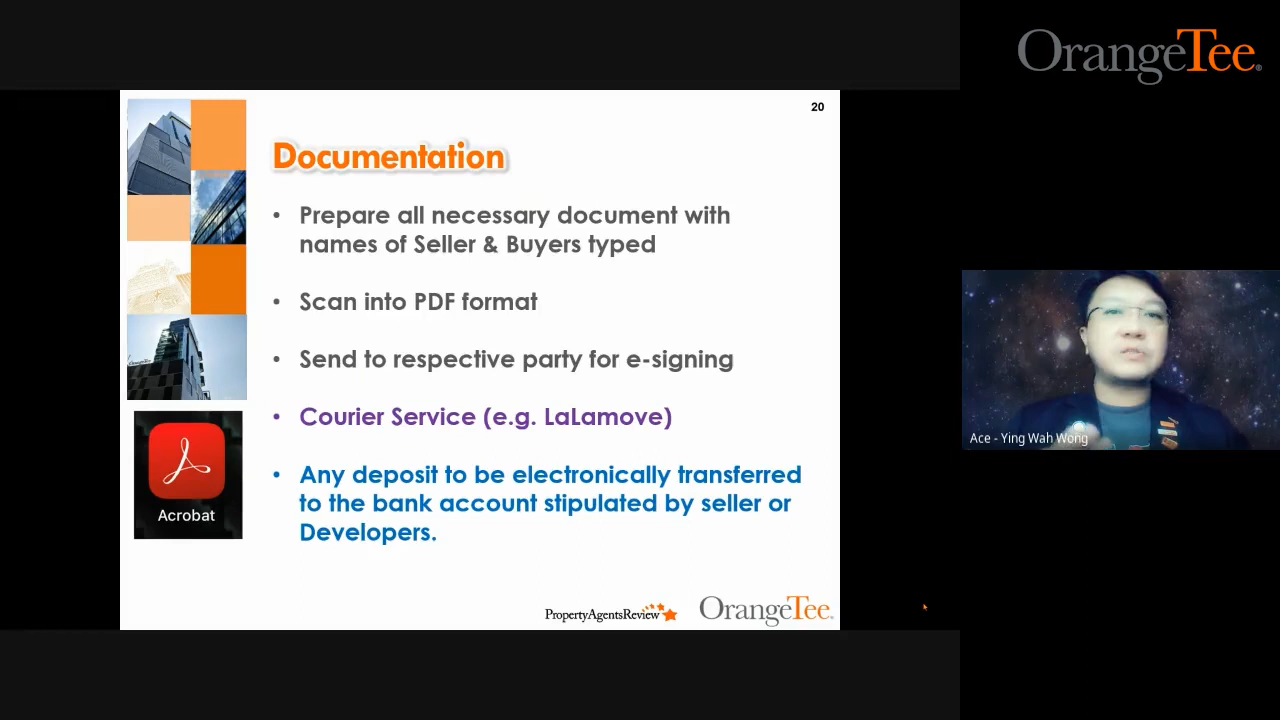 OrangeTee
20
Documentation
• Prepare all necessary document with
names of Seller & Buyers typed
• Scan into PDF format
• Send to respective party for e-signing
• Courier Service (e.g. LaLamove)
• Any deposit to be electronically transferred
to the bank account stipulated by seller or
Developers.
Acrobat
PropertyAgentsReview
OrangeTee
Ace - Ying Wah Wong